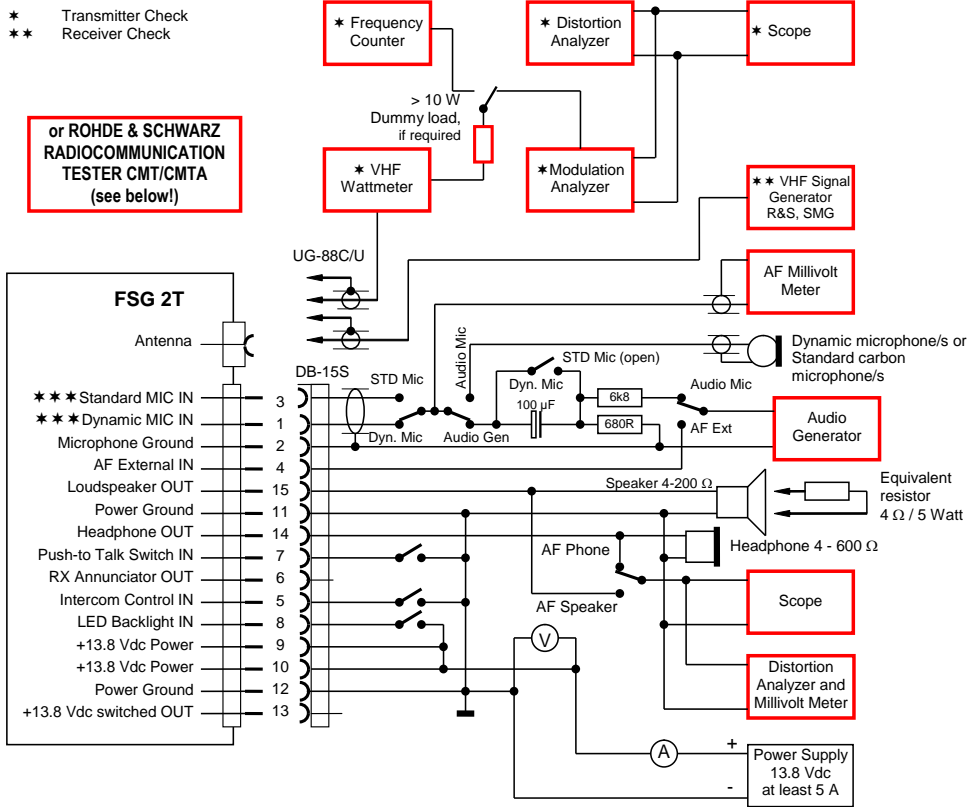 ✶ Transmitter Check
✶✶ Receiver Check
✶ Frequency
Counter
✶ Distortion
Analyzer
✶ Scope
> 10 W
Dummy load,
if required
or ROHDE & SCHWARZ
RADIOCOMMUNICATION
TESTER CMT/CMTA
(see below!)
✶ VHF
Wattmeter
✶Modulation
Analyzer
✶✶ VHF Signal
Generator
R&S, SMG
UG-88C/U
AF Millivolt
Meter
FSG 2T
Antenna
Dynamic microphone/s or
Standard carbon
microphone/s
DB-15S
STD Mic
Audio Mic
STD Mic (open)
Dyn. Mic
100 µF
6k8
680R
Audio Mic
AF Ext
Dyn. Mic
Audio Gen
Audio
Generator
✶✶✶Standard MIC IN 3
✶✶✶Dynamic MIC IN 1
Microphone Ground 2
AF External IN 4
Loudspeaker OUT 15
Power Ground 11
Headphone OUT 14
Push-to Talk Switch IN 7
RX Annunciator OUT 6
Intercom Control IN 5
LED Backlight IN 8
+13.8 Vdc Power 9
+13.8 Vdc Power 10
Power Ground 12
+13.8 Vdc switched OUT 13
Speaker 4-200 Ω
Equivalent
resistor
4 Ω / 5 Watt
AF Phone
Headphone 4 - 600 Ω
AF Speaker
Scope
V
Distortion
Analyzer and
Millivolt Meter
A
+
-
Power Supply
13.8 Vdc
at least 5 A